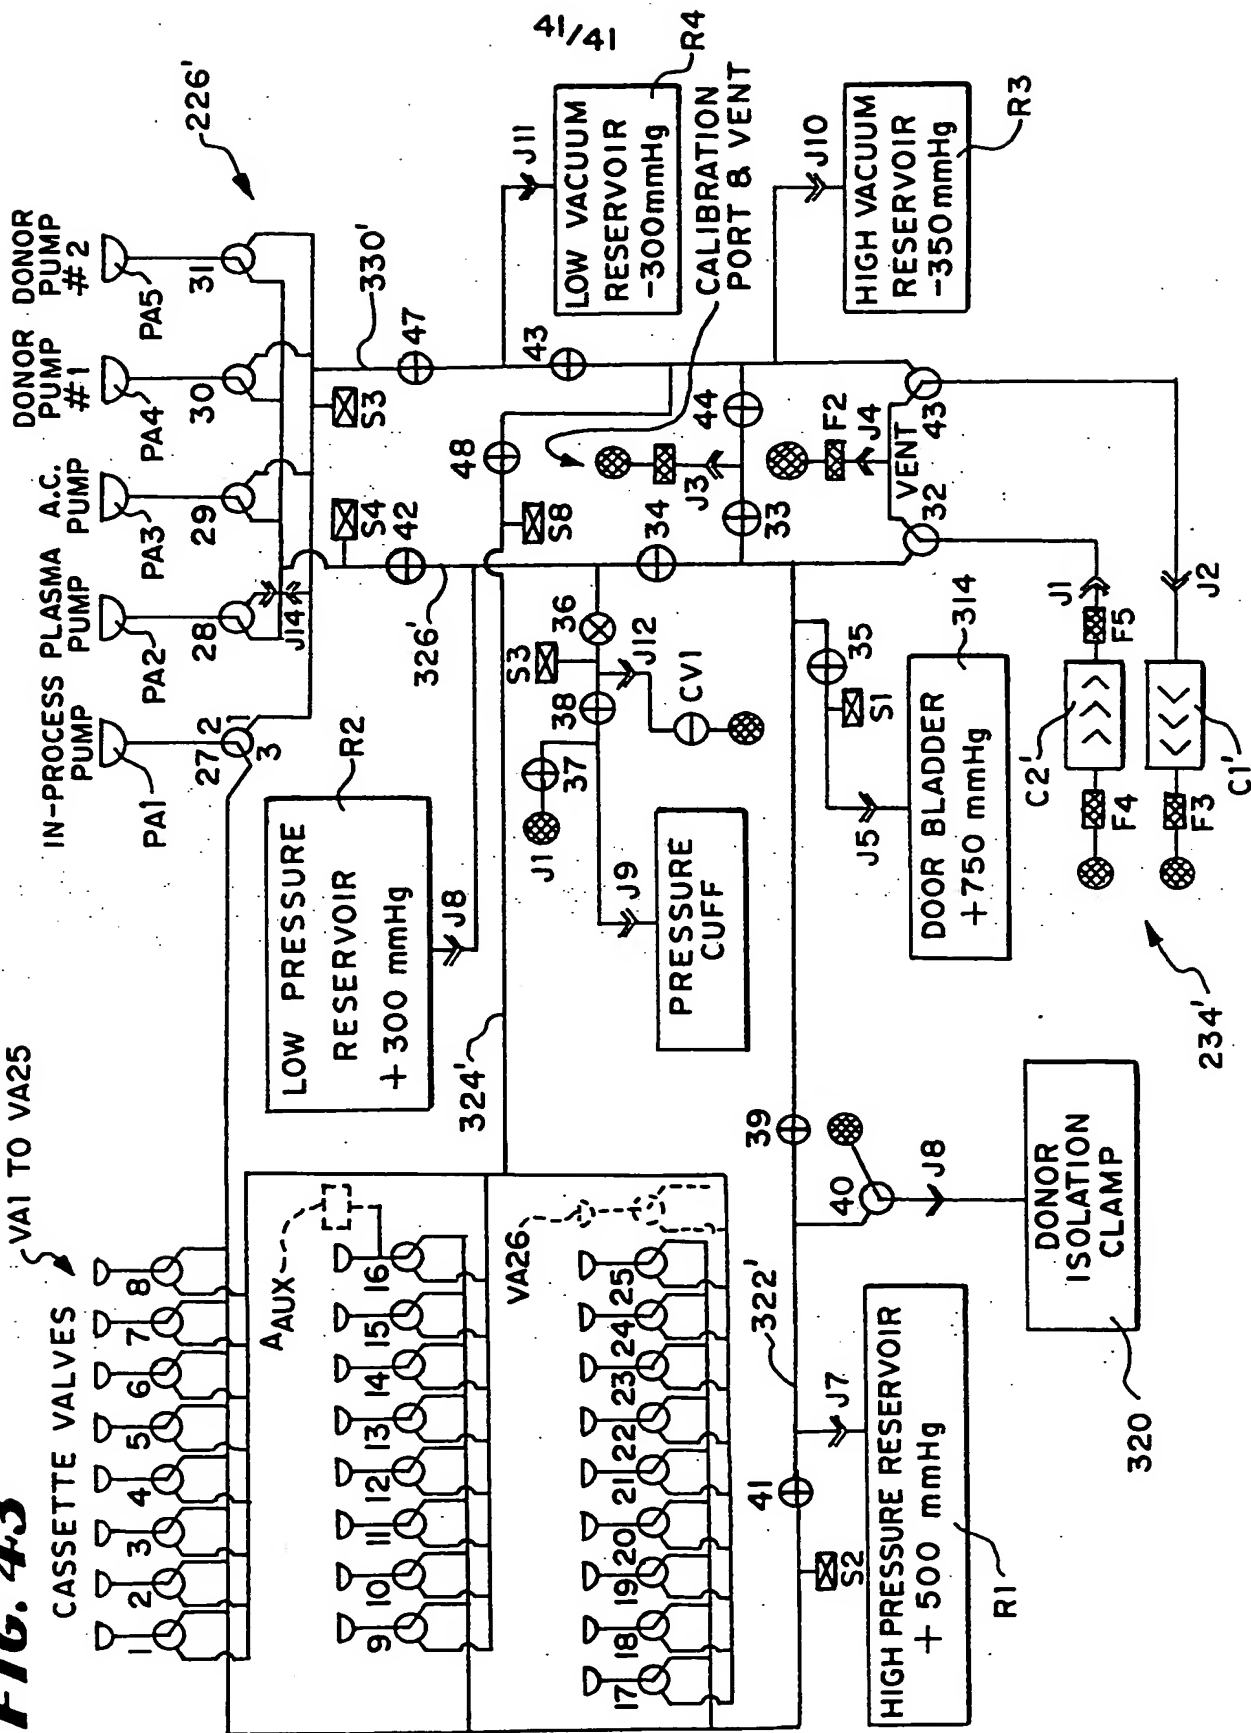 41/41
FIG. 43
CASSETTE VALVES
VA1 TO VA25
1
2
3
4
5
6
7
8
AAUX
9
10
11
12
13
14
15
16
VA26
17
18
19
20
21
22
23
24
25
IN-PROCESS PUMP
PLASMA PUMP
A.C. PUMP
DONOR PUMP #1
DONOR PUMP #2
226'
PA1
PA2
PA3
PA4
PA5
27
2
1
3
28
29
30
31
J14
S4
S3
330'
42
47
326'
LOW PRESSURE
RESERVOIR
+ 300 mmHg
R2
J8
324'
48
S8
J11
LOW VACUUM
RESERVOIR
-300mmHg
R4
43
CALIBRATION
PORT & VENT
J3
34
33
44
36
S3
38
37
J1
J12
CV1
J9
PRESSURE
CUFF
F2
J4
VENT
32
43
J10
HIGH VACUUM
RESERVOIR
-350mmHg
R3
35
S1
J5
DOOR BLADDER
+750 mmHg
314
J1
F5
C2'
F4
J2
C1'
F3
234'
39
40
J8
DONOR
ISOLATION
CLAMP
320
322'
41
S2
J7
HIGH PRESSURE RESERVOIR
+ 500 mmHg
R1